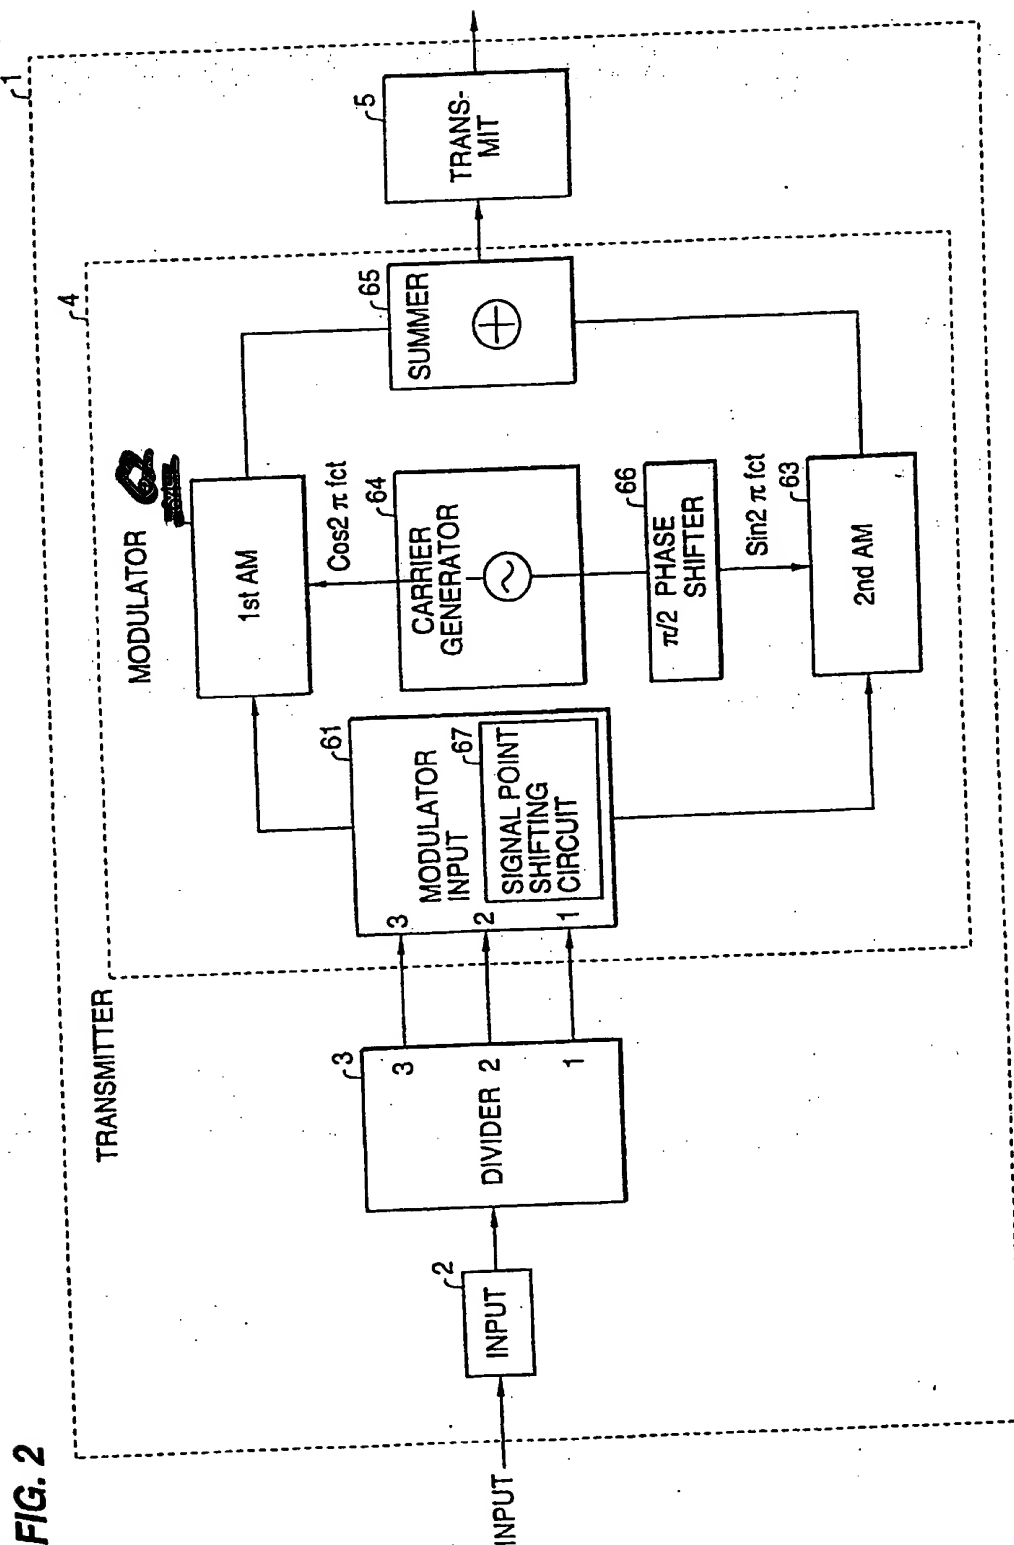 FIG. 2
1
TRANSMITTER
4
MODULATOR
INPUT
2
INPUT
3
DIVIDER
3
2
1
61
MODULATOR
INPUT
3
2
1
67
SIGNAL POINT
SHIFTING
CIRCUIT
1st AM
Cos2 π fct
64
CARRIER
GENERATOR
66
π/2 PHASE
SHIFTER
Sin2 π fct
63
2nd AM
65
SUMMER
5
TRANS-
MIT